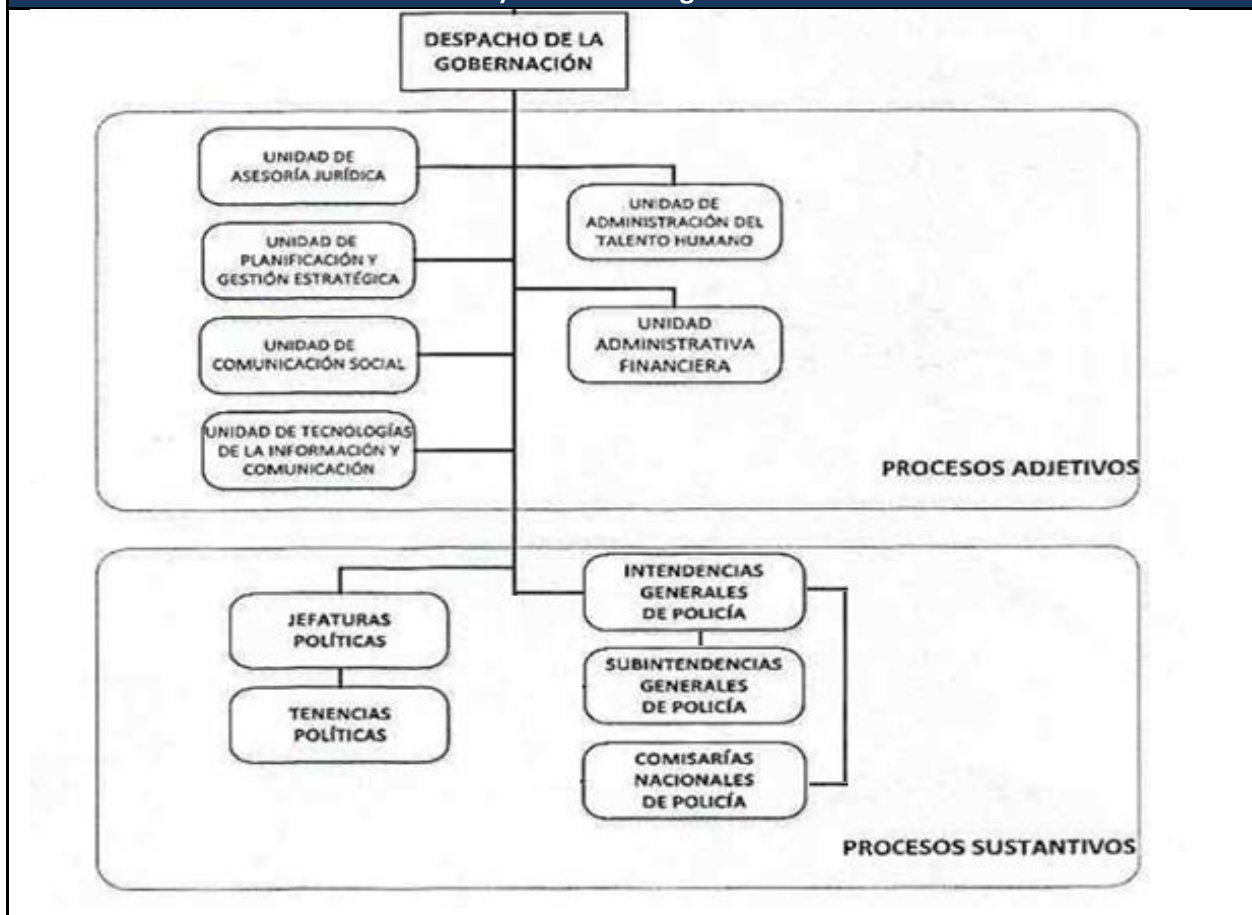 DESPACHO DE LA
GOBERNACIÓN
UNIDAD DE
ASESORÍA JURÍDICA
UNIDAD DE
ADMINISTRACIÓN DEL
TALENTO HUMANO
UNIDAD DE
PLANIFICACIÓN Y
GESTIÓN ESTRATÉGICA
UNIDAD
ADMINISTRATIVA
FINANCIERA
UNIDAD DE
COMUNICACIÓN SOCIAL
UNIDAD DE TECNOLOGÍAS
DE LA INFORMACIÓN Y
COMUNICACIÓN
PROCESOS ADJETIVOS
JEFATURAS
POLÍTICAS
TENENCIAS
POLÍTICAS
INTENDENCIAS
GENERALES
DE POLICÍA
SUBINTENDENCIAS
GENERALES
DE POLICÍA
COMISARÍAS
NACIONALES
DE POLICÍA
PROCESOS SUSTANTIVOS